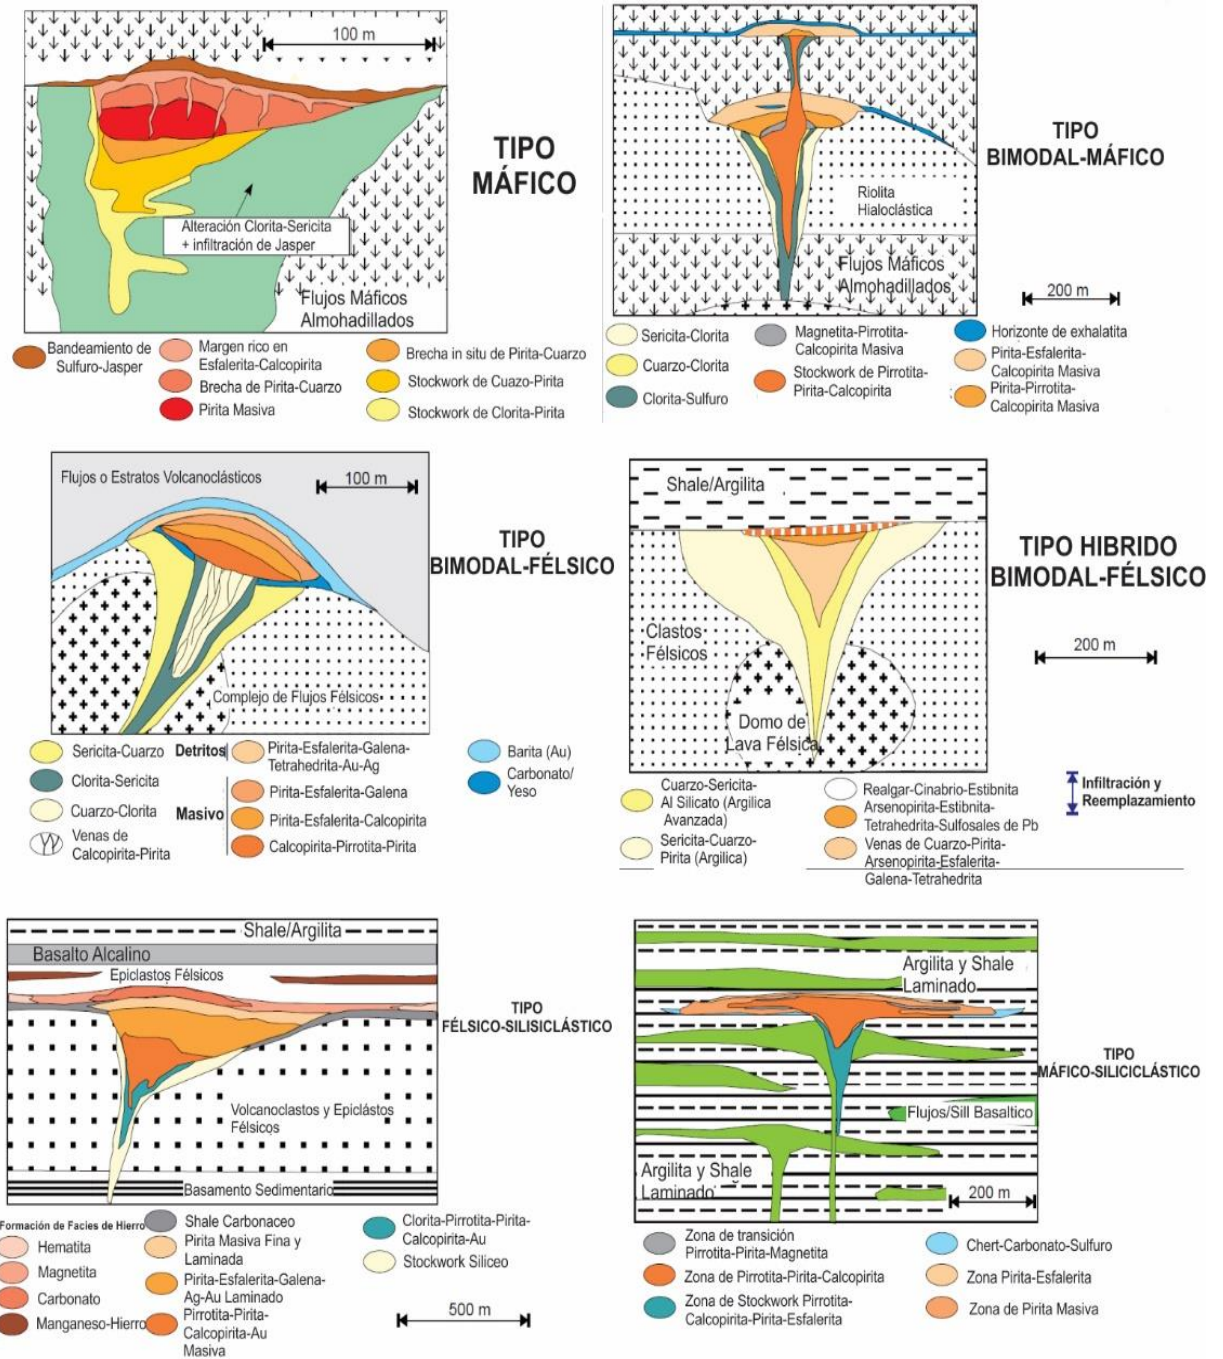 100 m
TIPO
MÁFICO
Alteración Clorita-Sericita
+ infiltración de Jasper
Flujos Máficos
Almohadillados
Bandeamiento de
Sulfuro-Jasper
Margen rico en
Esfalerita-Calcopirita
Brecha de Pirita-Cuarzo
Pirita Masiva
Brecha in situ de Pirita-Cuarzo
Stockwork de Cuazo-Pirita
Stockwork de Clorita-Pirita
TIPO
BIMODAL-MÁFICO
Riolita
Hialoclástica
Flujos Máficos
Almohadillados
200 m
Sericita-Clorita
Cuarzo-Clorita
Clorita-Sulfuro
Magnetita-Pirrotita-
Calcopirita Masiva
Stockwork de Pirrotita-
Pirita-Calcopirita
Horizonte de exhalatita
Pirita-Esfalerita-
Calcopirita Masiva
Pirita-Pirrotita-
Calcopirita Masiva
Flujos o Estratos Volcanoclásticos
100 m
TIPO
BIMODAL-FÉLSICO
Complejo de Flujos Félsicos
Sericita-Cuarzo
Clorita-Sericita
Cuarzo-Clorita
Venas de
Calcopirita-Pirita
Detritos
Pirita-Esfalerita-Galena-
Tetrahedrita-Au-Ag
Masivo
Pirita-Esfalerita-Galena
Pirita-Esfalerita-Calcopirita
Calcopirita-Pirrotita-Pirita
Barita (Au)
Carbonato/
Yeso
Shale/Argilita
TIPO HIBRIDO
BIMODAL-FÉLSICO
Clastos
Félsicos
Domo de
Lava Félsica
200 m
Cuarzo-Sericita-
Al Silicato (Argilica
Avanzada)
Sericita-Cuarzo-
Pirita (Argilica)
Realgar-Cinabrio-Estibnita
Arsenopirita-Estibnita-
Tetrahedrita-Sulfosales de Pb
Venas de Cuarzo-Pirita-
Arsenopirita-Esfalerita-
Galena-Tetrahedrita
Infiltración y
Reemplazamiento
Shale/Argilita
Basalto Alcalino
Epiclastos Félsicos
TIPO
FÉLSICO-SILISICLÁSTICO
Volcanoclastos y Epiclástos
Félsicos
Basamento Sedimentario
Formación de Facies de Hierro
Hematita
Magnetita
Carbonato
Manganeso-Hierro
Shale Carbonaceo
Pirita Masiva Fina y
Laminada
Pirita-Esfalerita-Galena-
Ag-Au Laminado
Pirrotita-Pirita-
Calcopirita-Au
Masiva
Clorita-Pirrotita-Pirita-
Calcopirita-Au
Stockwork Siliceo
500 m
Argilita y Shale
Laminado
TIPO
MÁFICO-SILICICLÁSTICO
Flujos/Sill Basaltico
Argilita y Shale
Laminado
200 m
Zona de transición
Pirrotita-Pirita-Magnetita
Zona de Pirrotita-Pirita-Calcopirita
Zona de Stockwork Pirrotita-
Calcopirita-Pirita-Esfalerita
Chert-Carbonato-Sulfuro
Zona Pirita-Esfalerita
Zona de Pirita Masiva